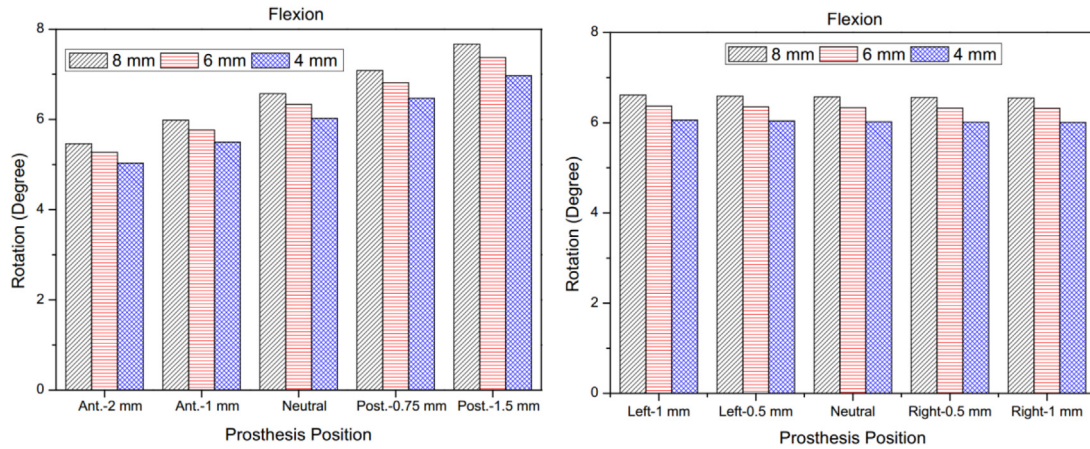 Flexion
8
6
4
2
0
Rotation (Degree)
8 mm 6 mm 4 mm
Ant.-2 mm Ant.-1 mm Neutral Post.-0.75 mm Post.-1.5 mm
Prosthesis Position
Flexion
8
6
4
2
0
Rotation (Degree)
8 mm 6 mm 4 mm
Left-1 mm Left-0.5 mm Neutral Right-0.5 mm Right-1 mm
Prosthesis Position